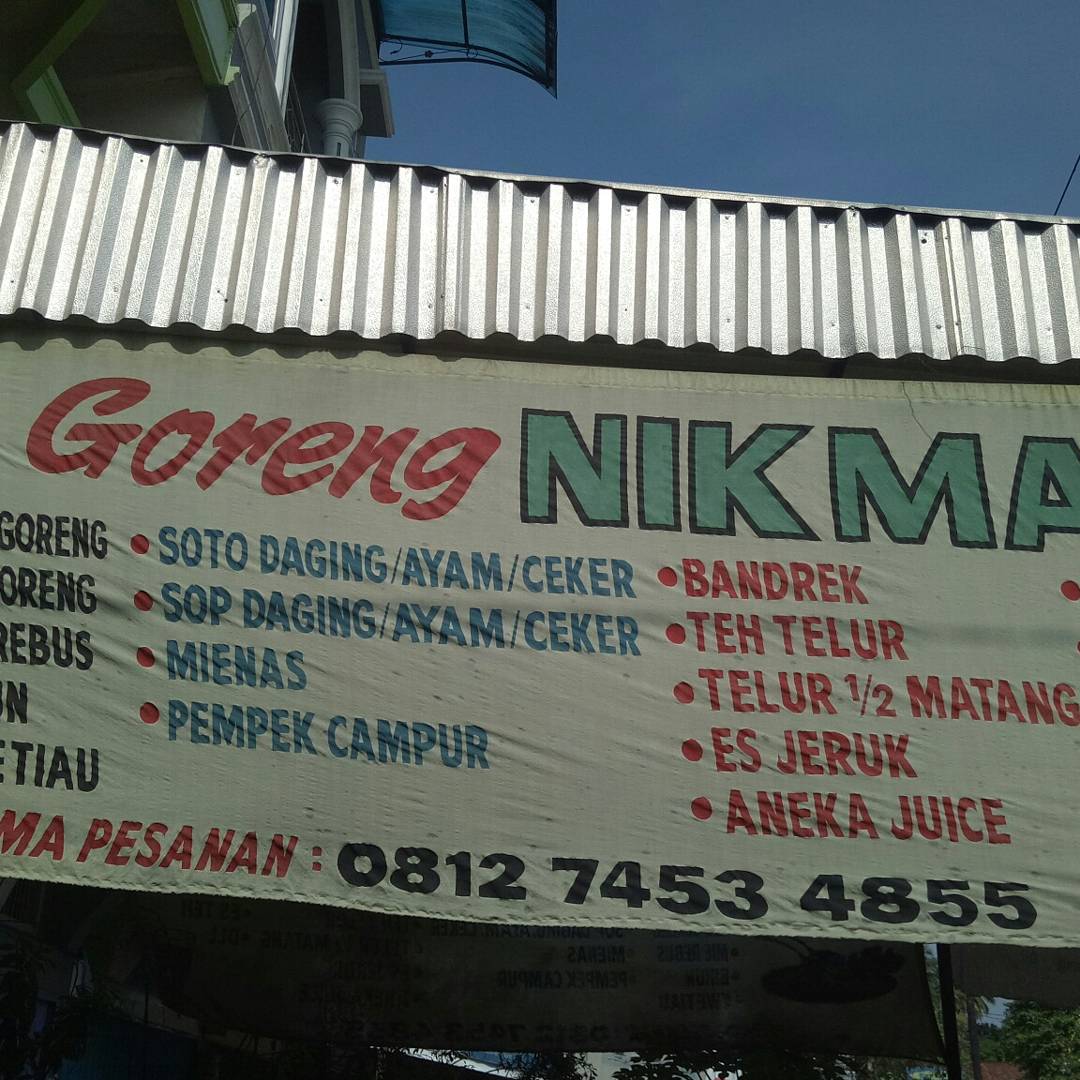 Goreng NIKMA
GORENG
ORENG
REBUS
UN
ETIAU
• SOTO DAGING/AYAM/CEKER
• SOP DAGING/AYAM/CEKER
• MIENAS
• PEMPEK CAMPUR
• BANDREK
• TEH TELUR
• TELUR 1/2 MATANG
• ES JERUK
• ANEKA JUICE
MA PESANAN : 0812 7453 4855